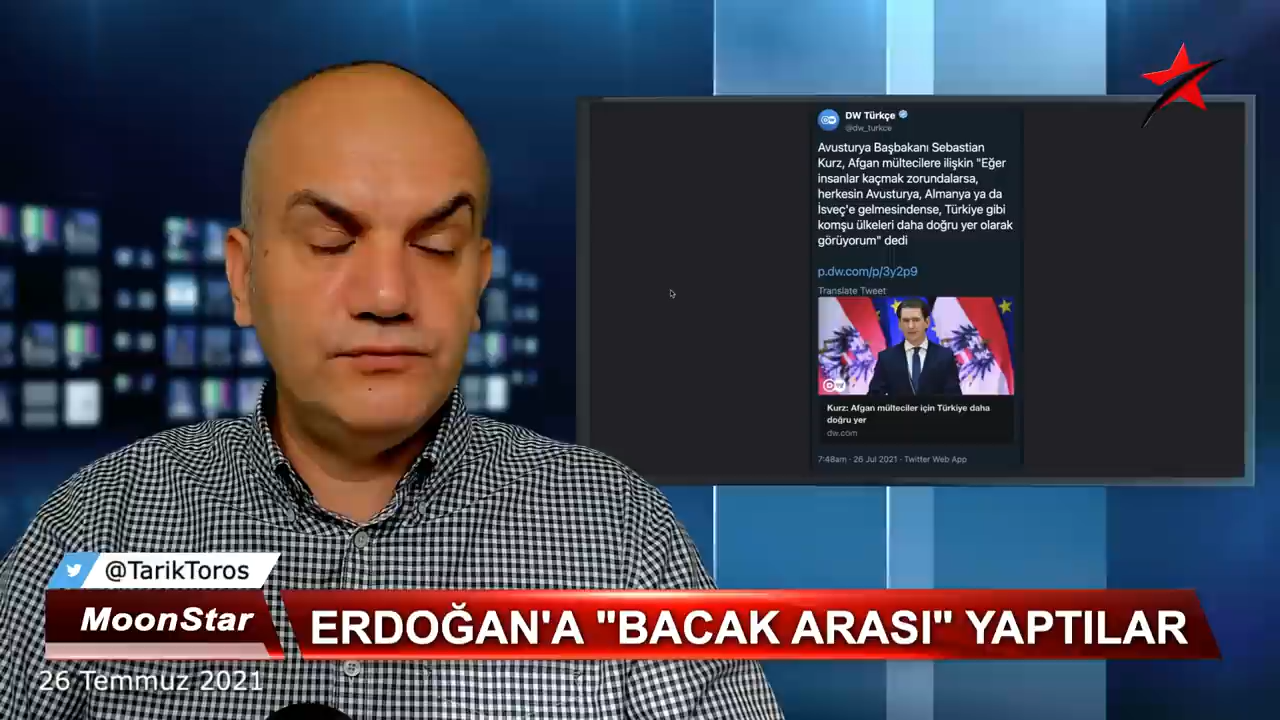 DW Türkçe
@dw_turkce
Avusturya Başbakanı Sebastian
Kurz, Afgan mültecilere ilişkin "Eğer
insanlar kaçmak zorundalarsa,
herkesin Avusturya, Almanya ya da
İsveç'e gelmesindense, Türkiye gibi
komşu ülkeleri daha doğru yer olarak
görüyorum" dedi
p.dw.com/p/3y2p9
Translate Tweet
DW
Kurz: Afgan mülteciler için Türkiye daha
doğru yer
dw.com
7:48am · 26 Jul 2021 · Twitter Web App
@TarikToros
MoonStar
ERDOĞAN'A "BACAK ARASI" YAPTILAR
26 Temmuz 2021